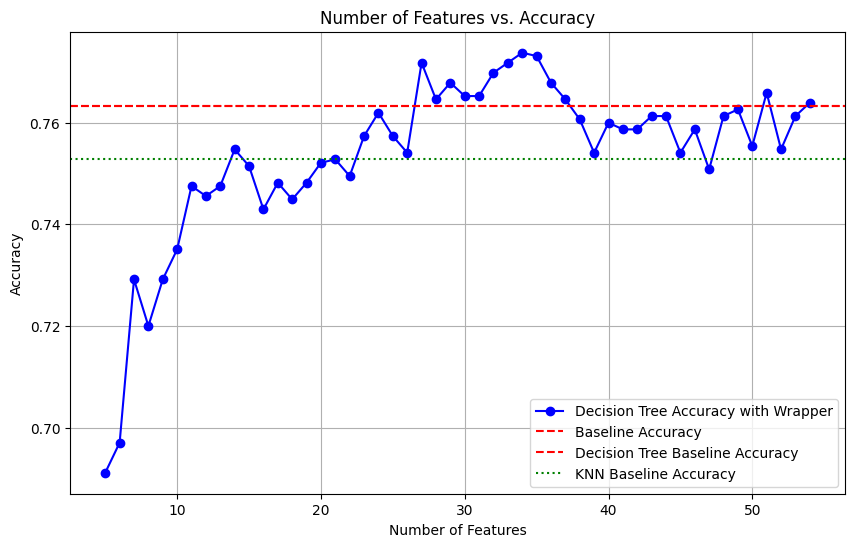 Number of Features vs. Accuracy
Accuracy
0.76
0.74
0.72
0.70
Decision Tree Accuracy with Wrapper
Baseline Accuracy
Decision Tree Baseline Accuracy
KNN Baseline Accuracy
10 20 30 40 50
Number of Features